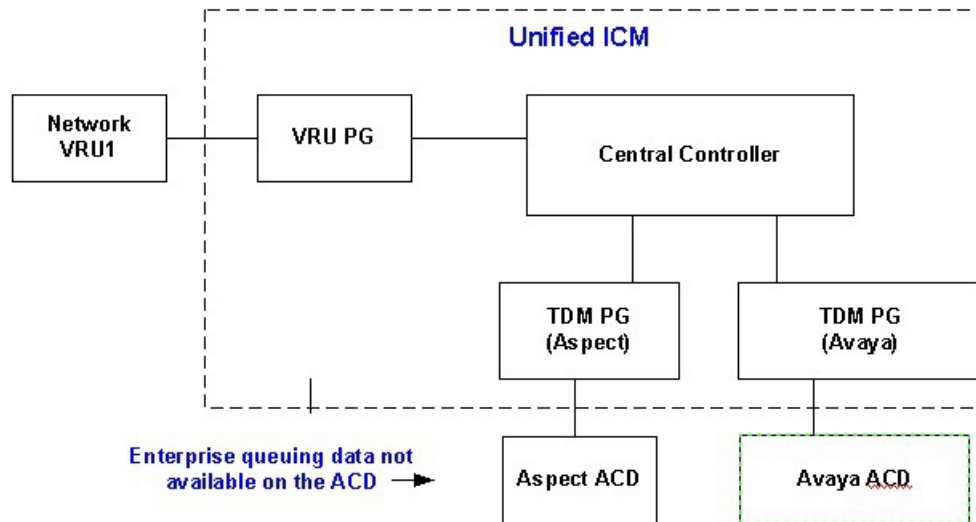 Unified ICM
Network
VRU1
VRU PG
Central Controller
TDM PG
(Aspect)
TDM PG
(Avaya)
Enterprise queuing data not
available on the ACD
Aspect ACD
Avaya ACD